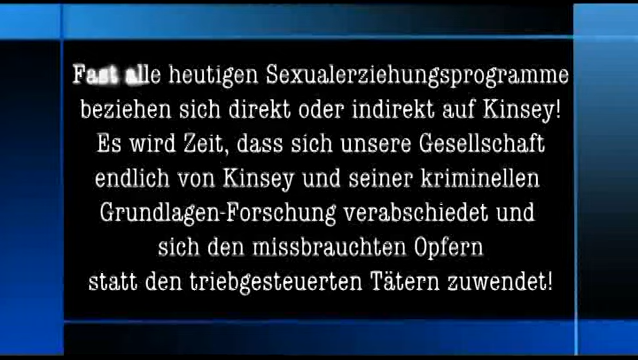 Fast alle heutigen Sexualerziehungsprogramme
beziehen sich direkt oder indirekt auf Kinsey!
Es wird Zeit, dass sich unsere Gesellschaft
endlich von Kinsey und seiner kriminellen
Grundlagen-Forschung verabschiedet und
sich den missbrauchten Opfern
statt den triebgesteuerten Tätern zuwendet!